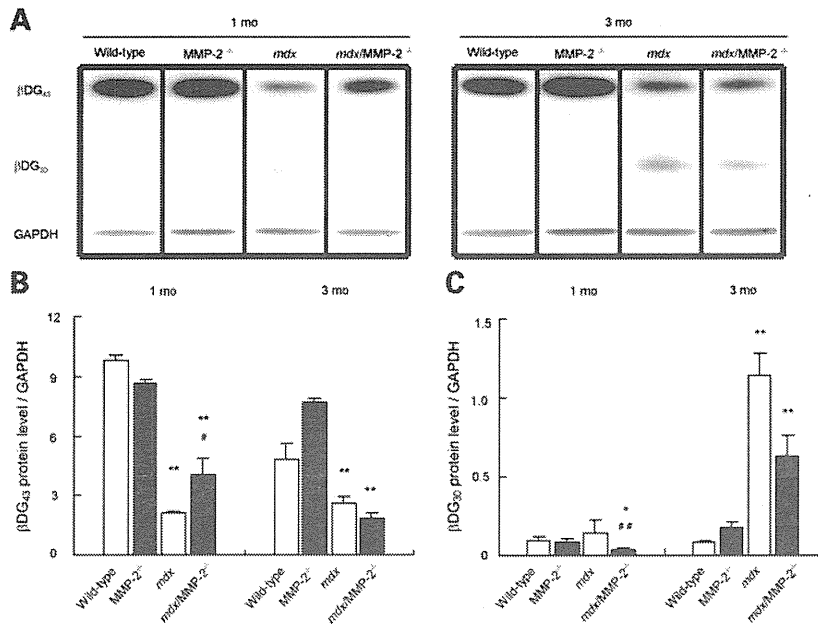 A
1 mo
3 mo
Wild-type MMP-2-/- mdx mdx/MMP-2-/-
Wild-type MMP-2-/- mdx mdx/MMP-2-/-
βDG43
βDG30
GAPDH
B
1 mo
3 mo
βDG43 protein level / GAPDH
12
9
6
3
0
**
**
#
**
**
Wild-type
MMP-2-/-
mdx
mdx/MMP-2-/-
Wild-type
MMP-2-/-
mdx
mdx/MMP-2-/-
C
1 mo
3 mo
βDG30 protein level / GAPDH
1.5
1.0
0.5
0
*
##
**
**
Wild-type
MMP-2-/-
mdx
mdx/MMP-2-/-
Wild-type
MMP-2-/-
mdx
mdx/MMP-2-/-